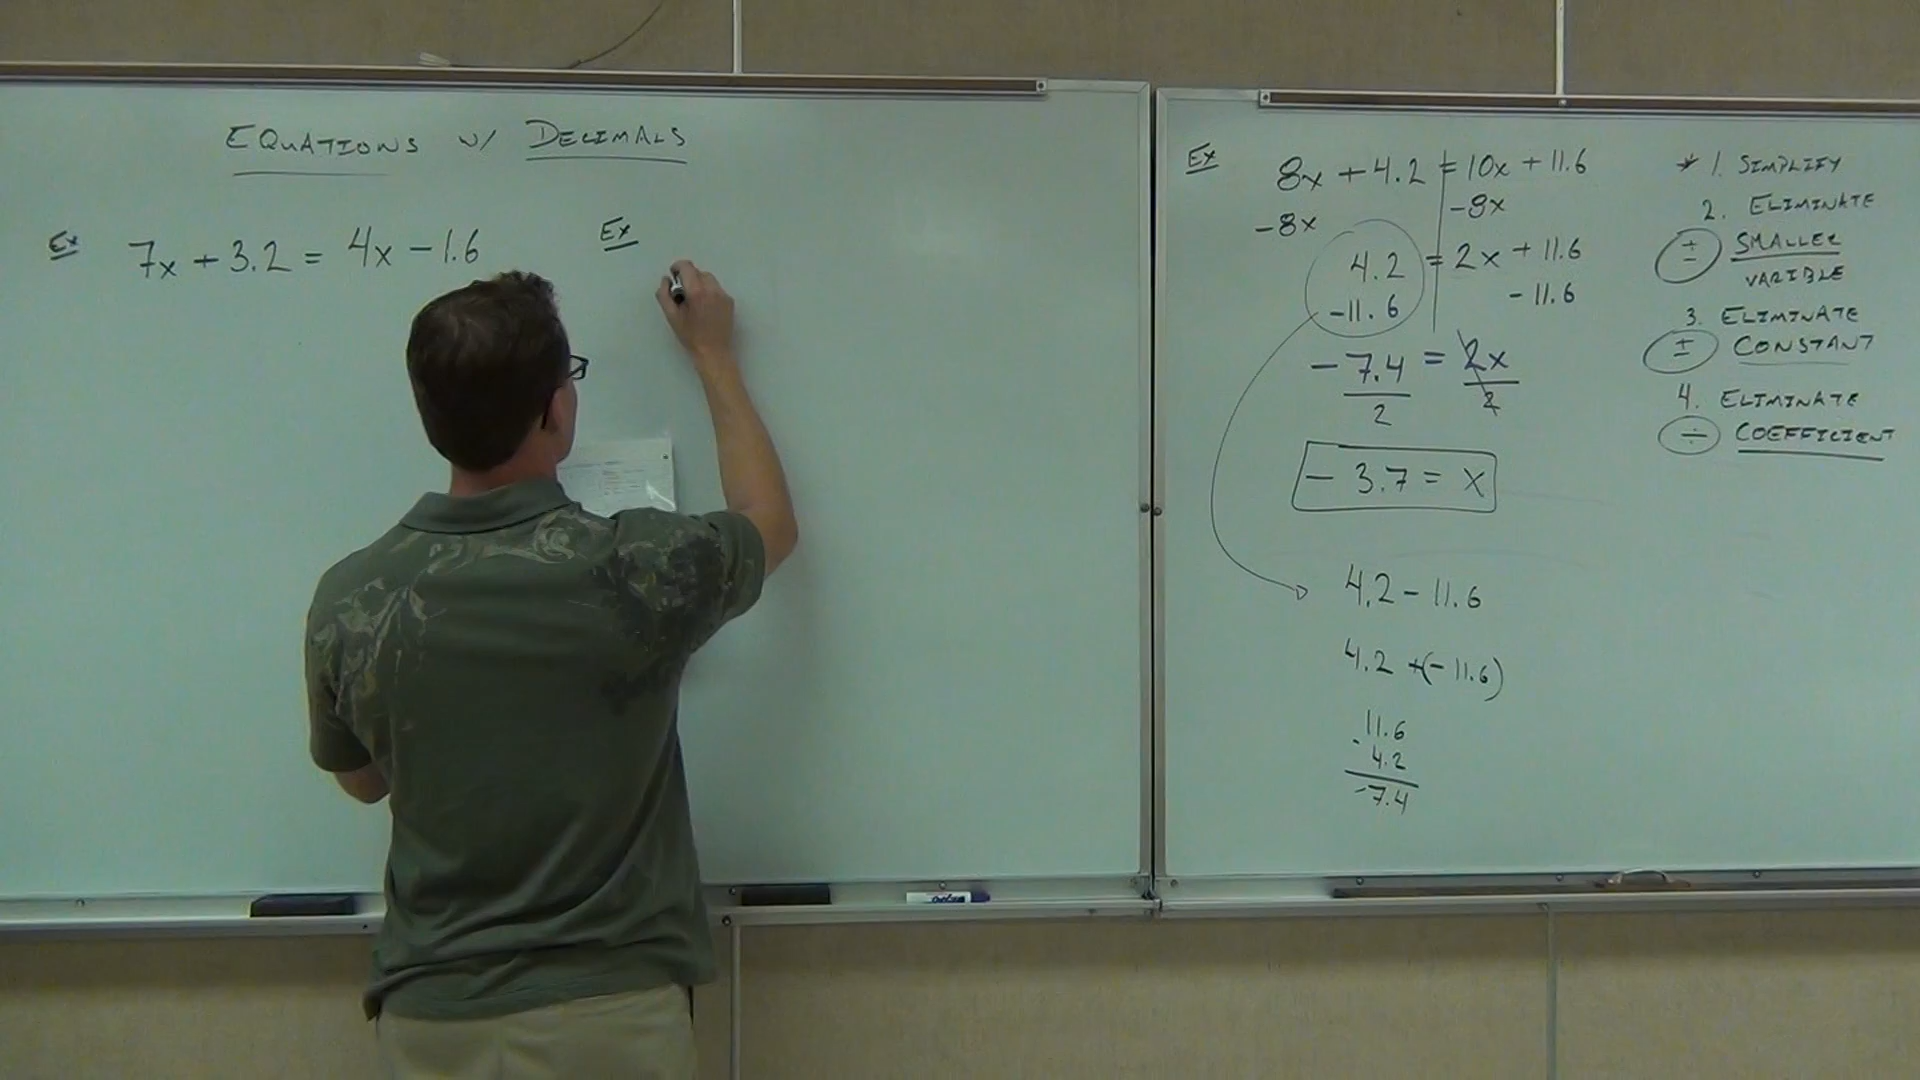 EQUATIONS W/ DECIMALS
Ex 7x + 3.2 = 4x - 1.6
Ex
Ex 8x + 4.2 = 10x + 11.6
-8x -8x
4.2 = 2x + 11.6
-11.6 - 11.6
- 7.4 = 2x
2 2
- 3.7 = x
4.2 - 11.6
4.2 +(- 11.6)
11.6
- 4.2
-7.4
* 1. SIMPLIFY
2. ELIMINATE
± SMALLER
VARIABLE
3. ELIMINATE
± CONSTANT
4. ELIMINATE
÷ COEFFICIENT